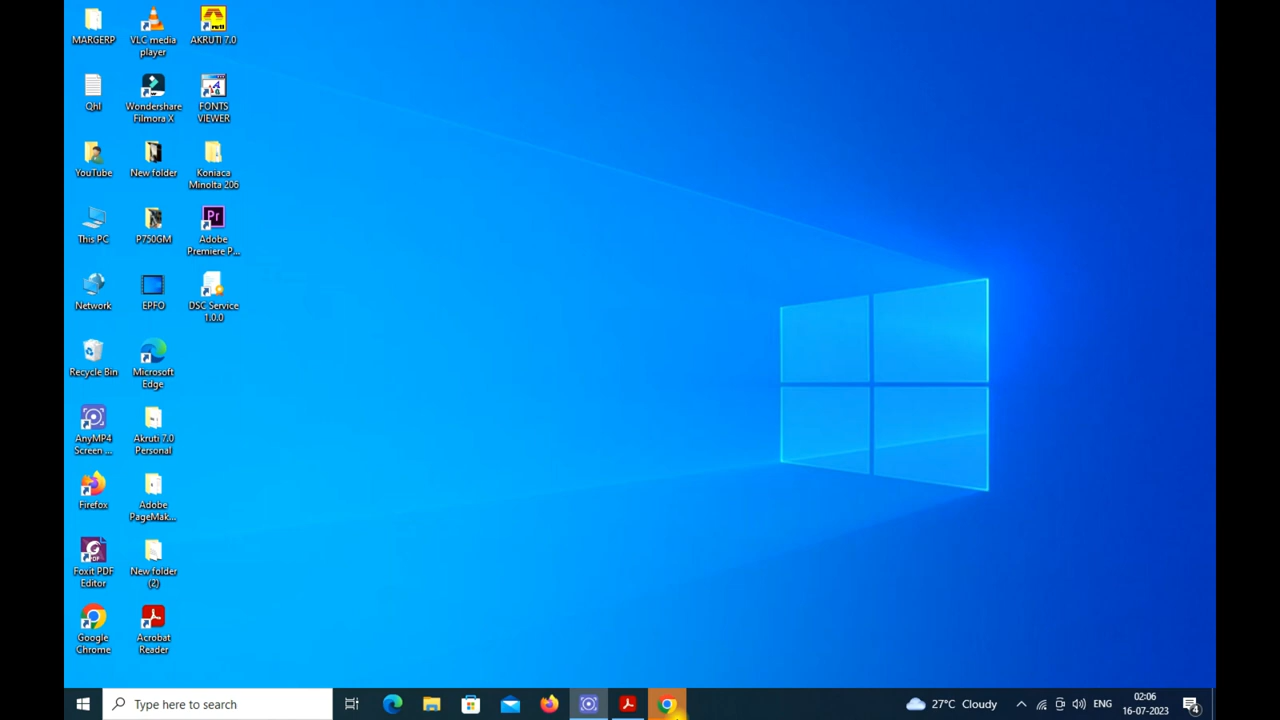 MARGERP
VLC media
player
AKRUTI 7.0
Qhl
Wondershare
Filmora X
FONTS
VIEWER
YouTube
New folder
Koniaca
Minolta 206
This PC
P750GM
Pr
Adobe
Premiere P...
Network
EPFO
DSC Service
1.0.0
Recycle Bin
Microsoft
Edge
AnyMP4
Screen ...
Akruti 7.0
Personal
Firefox
Adobe
PageMak...
Foxit PDF
Editor
New folder
(2)
Google
Chrome
Acrobat
Reader
Type here to search
27°C Cloudy
ENG
02:06
16-07-2023
4